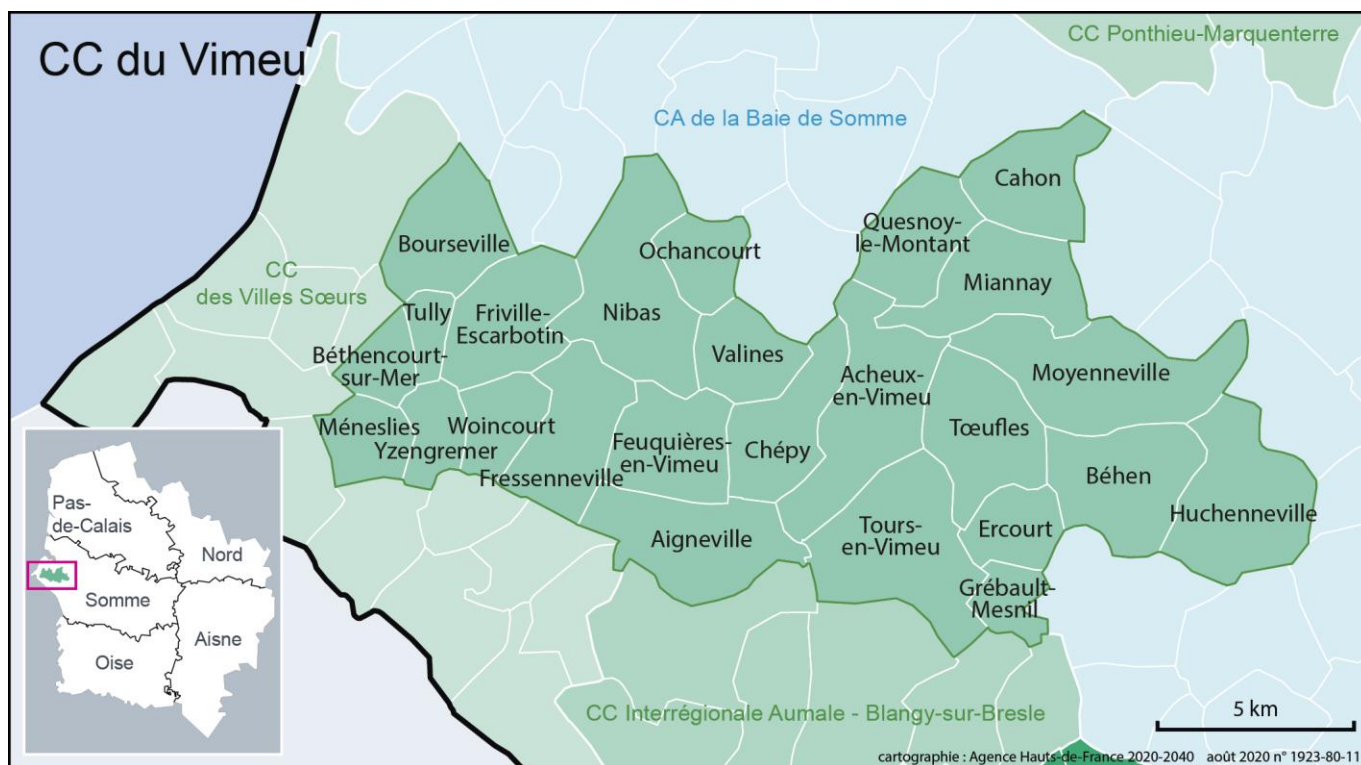 CC du Vimeu
CC Ponthieu-Marquenterre
CA de la Baie de Somme
Cahon
Quesnoy-
le-Montant
Bourseville
Ochancourt
CC
des Villes Sœurs
Miannay
Tully
Friville-
Escarbotin
Nibas
Valines
Béthencourt-
sur-Mer
Acheux-
en-Vimeu
Moyenneville
Méneslies
Yzengremer
Woincourt
Fressenneville
Feuquières-
en-Vimeu
Chépy
Tœufles
Béhen
Huchenneville
Aigneville
Tours-
en-Vimeu
Ercourt
Grébault-
Mesnil
Pas-
de-Calais
Nord
Somme
Aisne
Oise
CC Interrégionale Aumale - Blangy-sur-Bresle
5 km
cartographie : Agence Hauts-de-France 2020-2040 août 2020 n° 1923-80-11